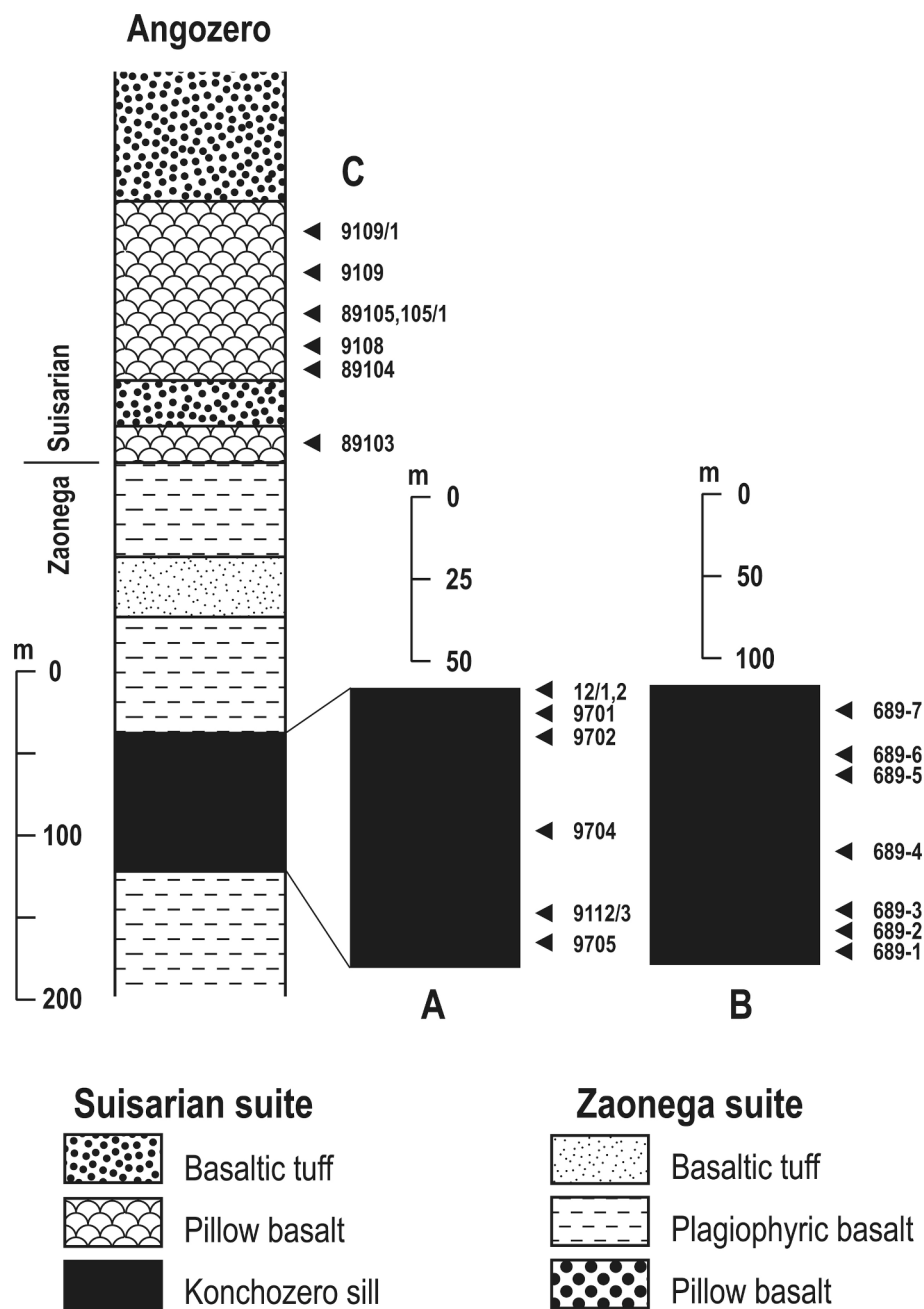 Angozero
C
9109/1
9109
89105,105/1
9108
89104
89103
Suisarian
Zaonega
m
0
100
200
m
0
25
50
m
0
50
100
12/1,2
9701
9702
9704
9112/3
9705
A
689-7
689-6
689-5
689-4
689-3
689-2
689-1
B
Suisarian suite
Basaltic tuff
Pillow basalt
Konchozero sill
Zaonega suite
Basaltic tuff
Plagiophyric basalt
Pillow basalt